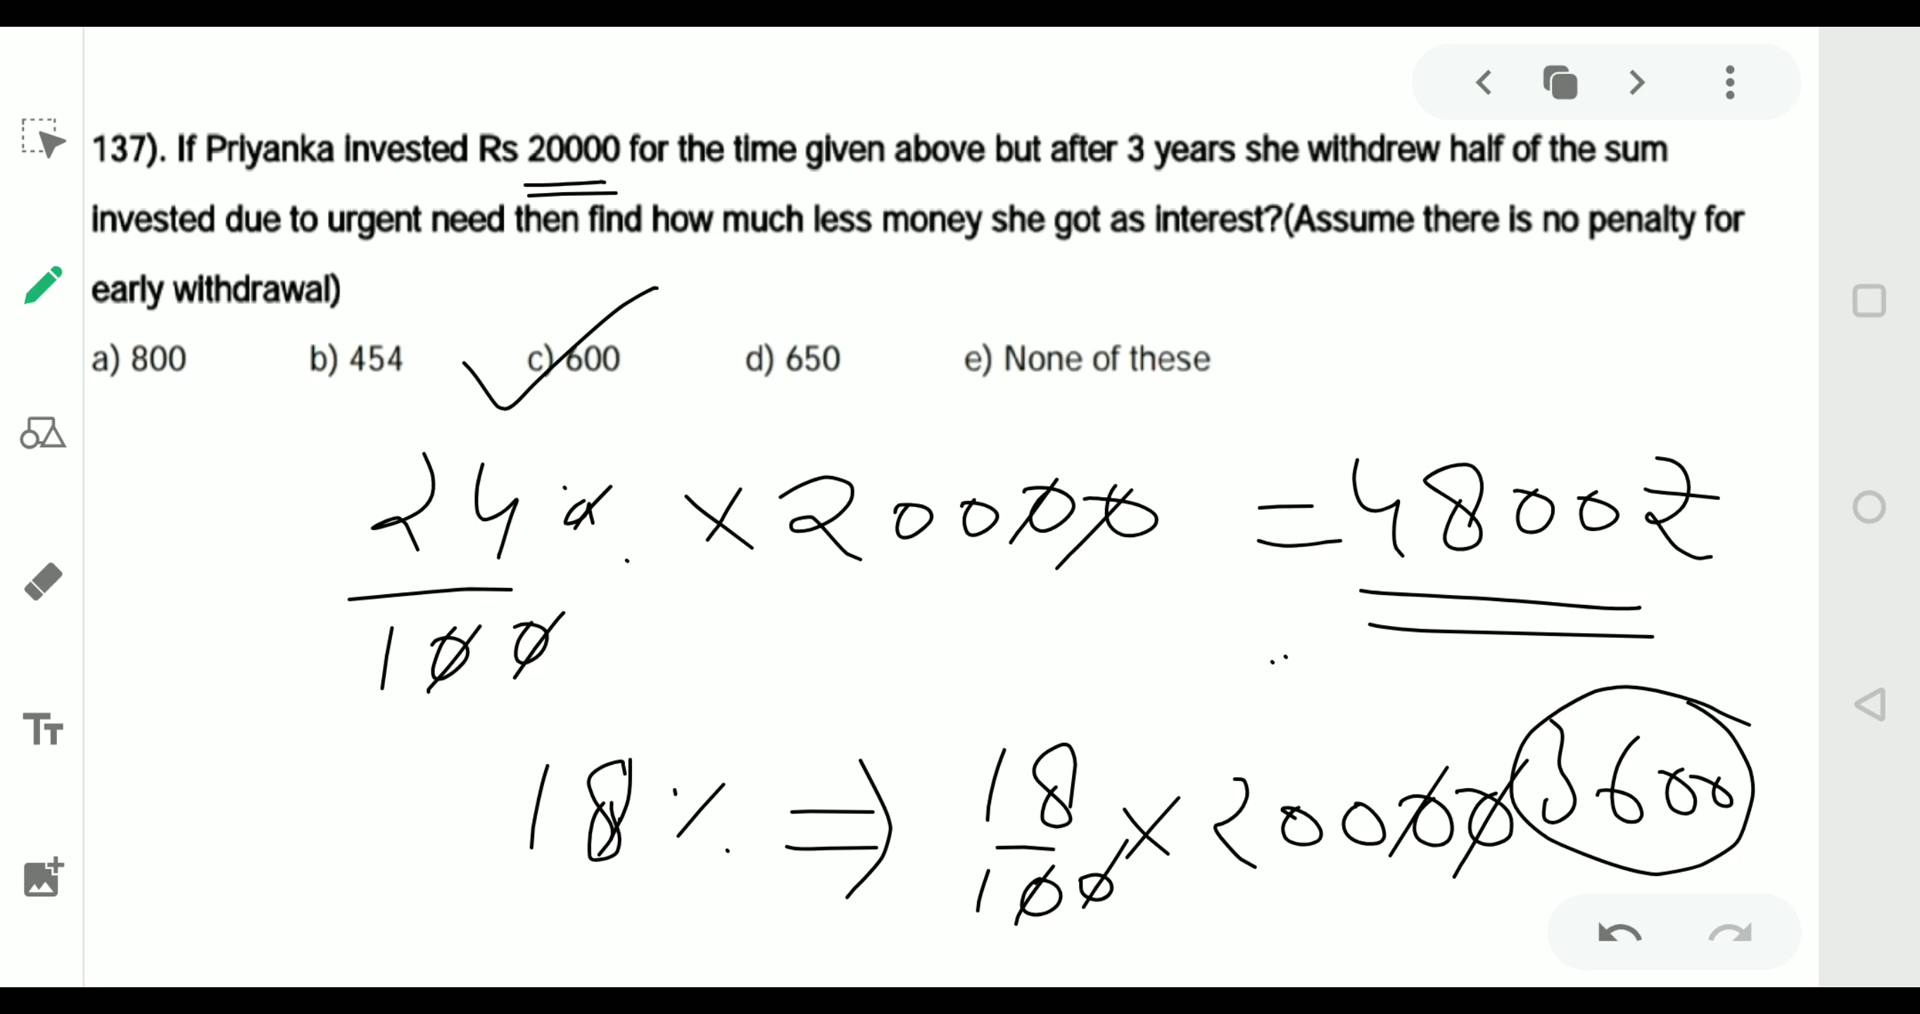 137). If Priyanka invested Rs 20000 for the time given above but after 3 years she withdrew half of the sum
invested due to urgent need then find how much less money she got as interest?(Assume there is no penalty for
early withdrawal)
a) 800 b) 454 c) 600 d) 650 e) None of these
24 × 20000 = 4800₹
100
18% ⇒ 18 × 20000 3600
100